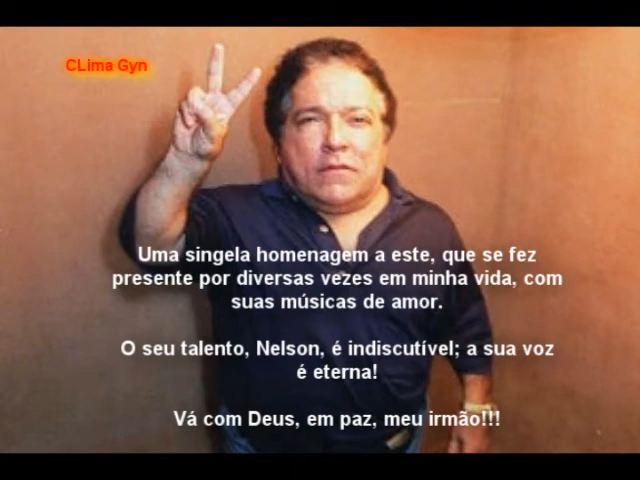 CLima Gyn
Uma singela homenagem a este, que se fez
presente por diversas vezes em minha vida, com
suas músicas de amor.
O seu talento, Nelson, é indiscutível; a sua voz
é eterna!
Vá com Deus, em paz, meu irmão!!!